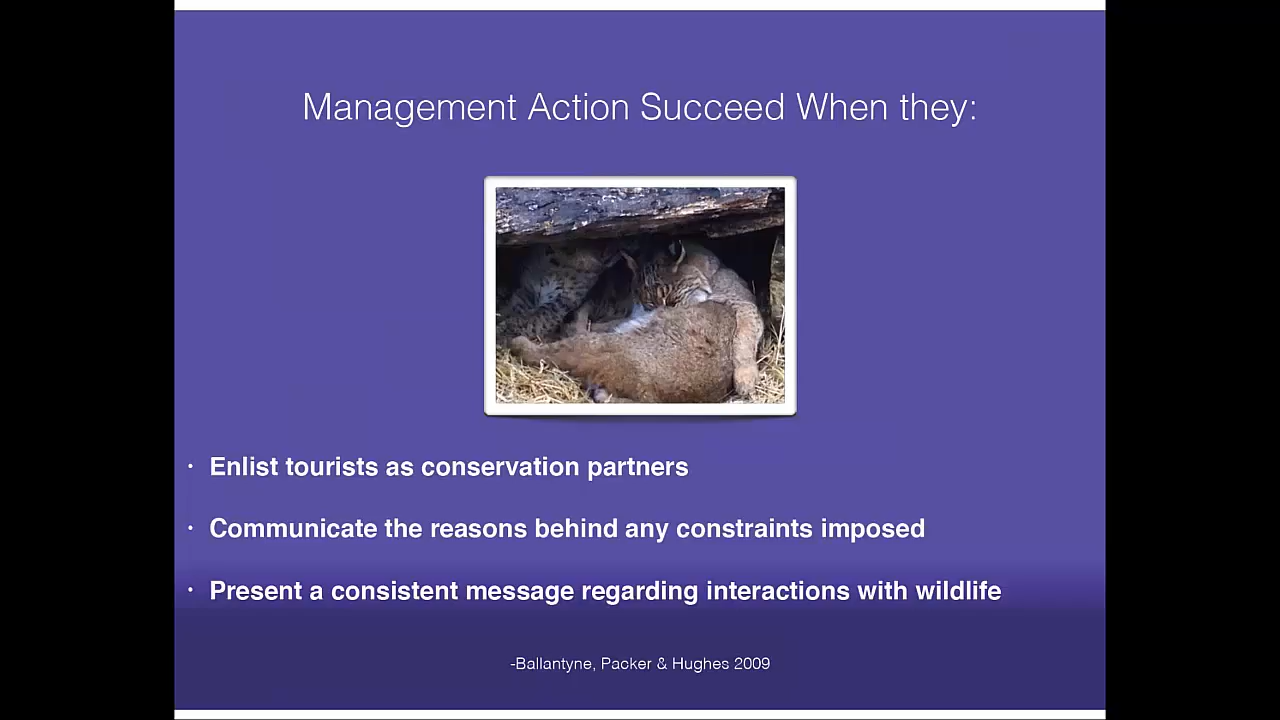 Management Action Succeed When they:
• Enlist tourists as conservation partners
• Communicate the reasons behind any constraints imposed
• Present a consistent message regarding interactions with wildlife
-Ballantyne, Packer & Hughes 2009